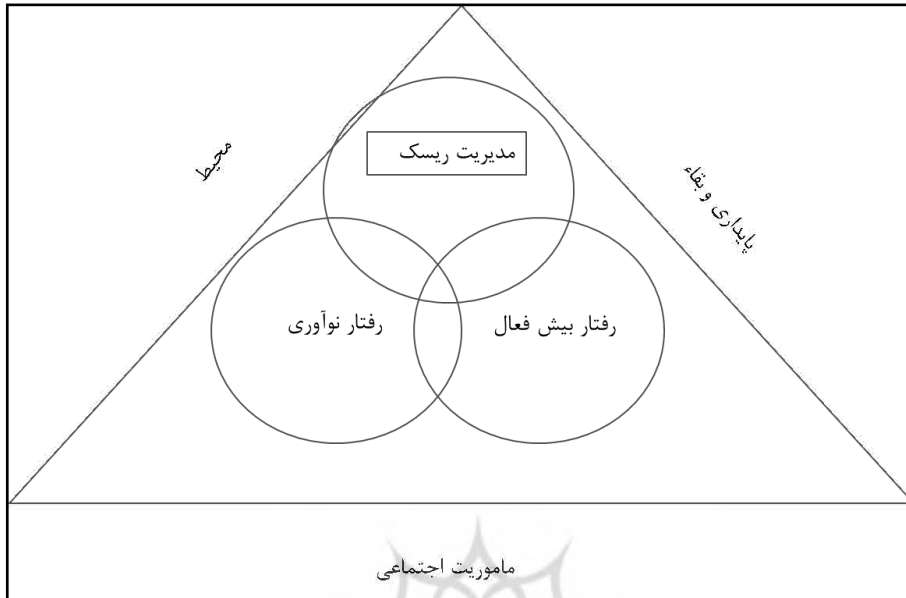 مدیریت ریسک
محیط
پایداری و بقاء
رفتار بیش فعال
رفتار نوآوری
ماموریت اجتماعی